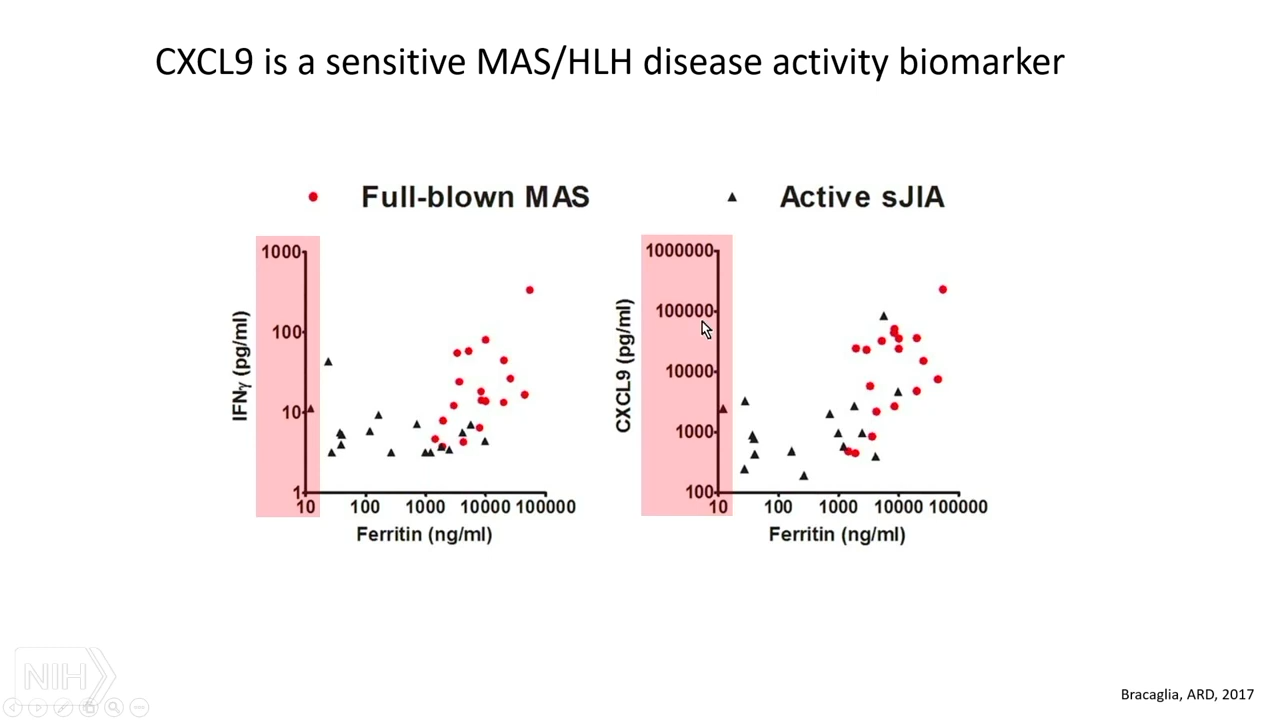 CXCL9 is a sensitive MAS/HLH disease activity biomarker
Full-blown MAS
Active sJIA
IFNγ (pg/ml)
1000
100
10
1
10 100 1000 10000 100000
Ferritin (ng/ml)
CXCL9 (pg/ml)
1000000
100000
10000
1000
100
10 100 1000 10000 100000
Ferritin (ng/ml)
NIH
Bracaglia, ARD, 2017